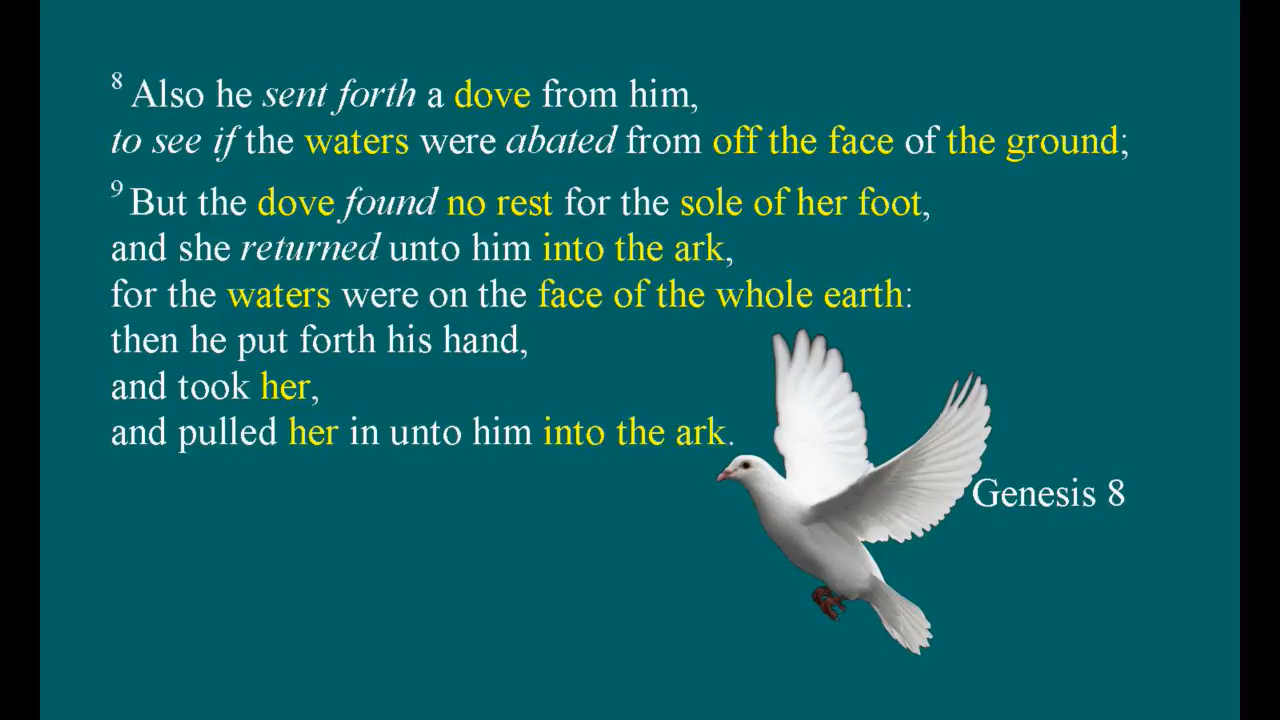 8 Also he sent forth a dove from him,
to see if the waters were abated from off the face of the ground;
9 But the dove found no rest for the sole of her foot,
and she returned unto him into the ark,
for the waters were on the face of the whole earth:
then he put forth his hand,
and took her,
and pulled her in unto him into the ark.
Genesis 8